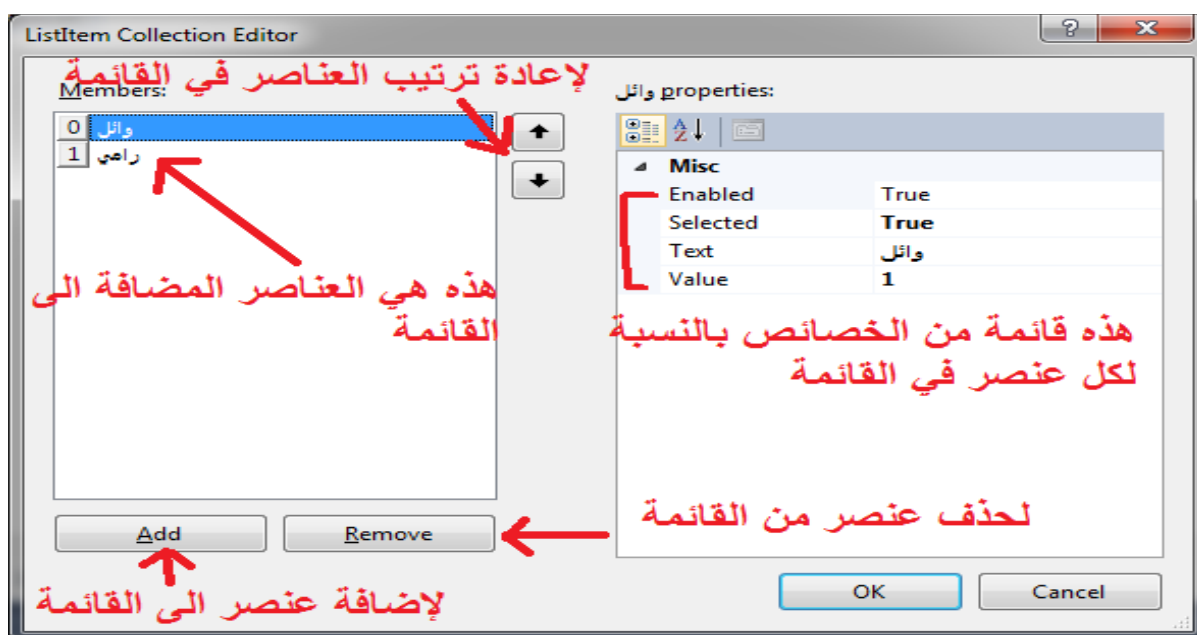 ListItem Collection Editor
لإعادة ترتيب العناصر في القائمة
Members:
0 وائل
1 راعي
هذه هي العناصر المضافة الى
القائمة
Add
Remove
لإضافة عنصر الى القائمة
وائل properties:
Misc
Enabled True
Selected True
Text وائل
Value 1
هذه قائمة من الخصائص بالنسبة
لكل عنصر في القائمة
لحذف عنصر من القائمة
OK
Cancel